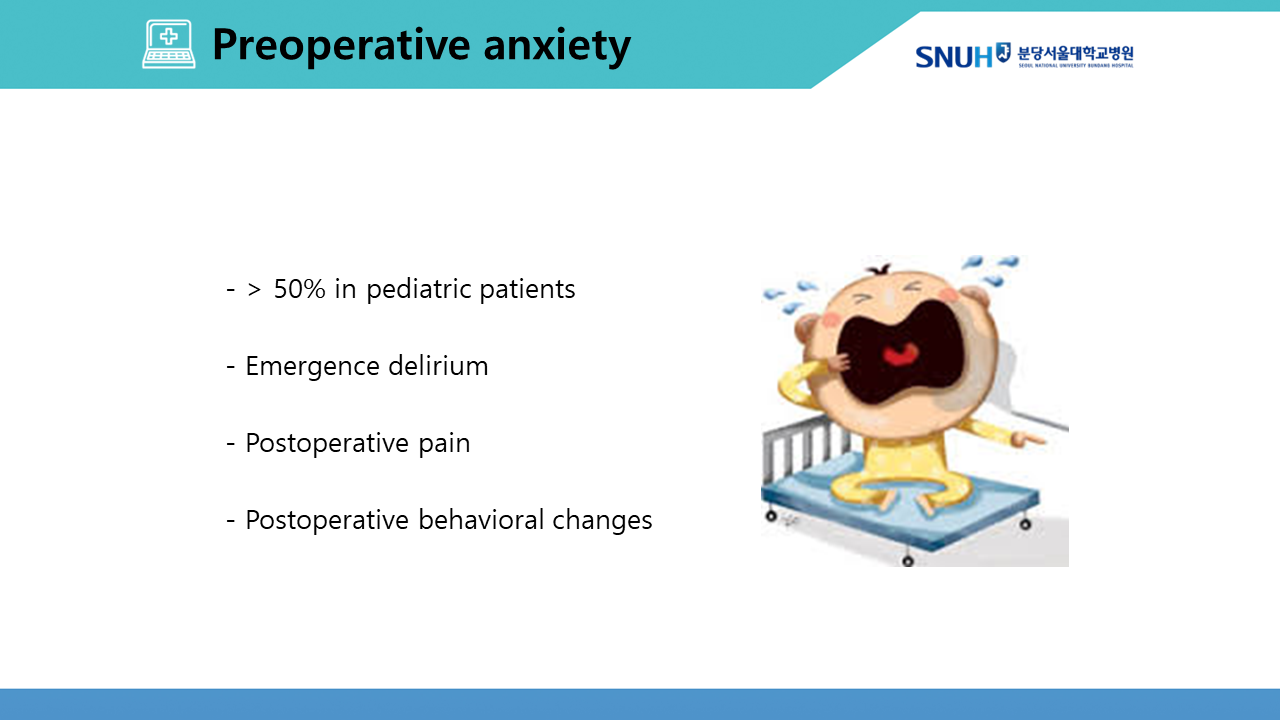 Preoperative anxiety
SNUH 분당서울대학교병원
SEOUL NATIONAL UNIVERSITY BUNDANG HOSPITAL
- > 50% in pediatric patients
- Emergence delirium
- Postoperative pain
- Postoperative behavioral changes